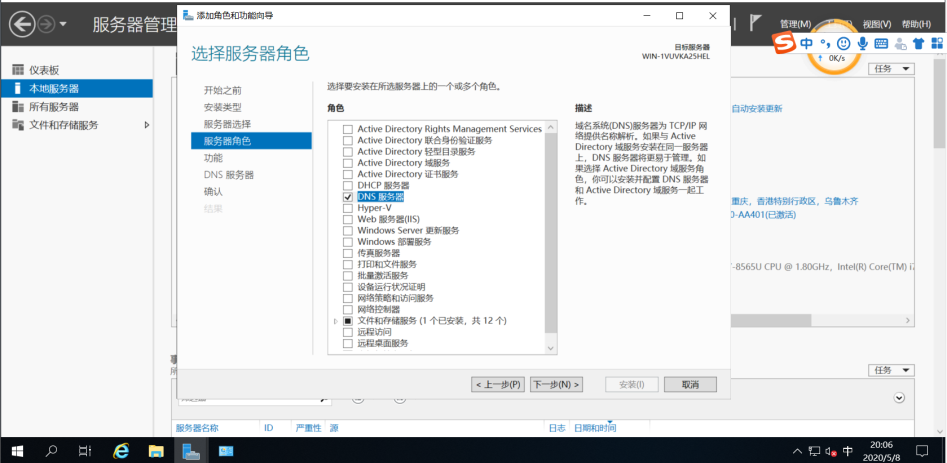 服务器管理
添加角色和功能向导
管理(M)
视图(V)
帮助(H)
中
0K/s
选择服务器角色
目标服务器
WIN-1VUVKA25HEL
任务
仪表板
本地服务器
所有服务器
文件和存储服务
开始之前
安装类型
服务器选择
服务器角色
功能
DNS 服务器
确认
结果
选择要安装在所选服务器上的一个或多个角色。
角色
Active Directory Rights Management Services
Active Directory 联合身份验证服务
Active Directory 轻型目录服务
Active Directory 域服务
Active Directory 证书服务
DHCP 服务器
DNS 服务器
Hyper-V
Web 服务器(IIS)
Windows Server 更新服务
Windows 部署服务
传真服务器
打印和文件服务
批量激活服务
设备运行状况证明
网络策略和访问服务
网络控制器
文件和存储服务 (1 个已安装，共 12 个)
远程访问
远程桌面服务
描述
域名系统(DNS)服务器为 TCP/IP 网
络提供名称解析。如果与 Active
Directory 域服务安装在同一服务器
上，DNS 服务器将更易于管理。如
果选择 Active Directory 域服务角
色，你可以安装并配置 DNS 服务器
和 Active Directory 域服务一起工
作。
自动安装更新
重庆，香港特别行政区，乌鲁木齐
0-AA401(已激活)
-8565U CPU @ 1.80GHz, Intel(R) Core(TM) i7
< 上一步(P)
下一步(N) >
安装(I)
取消
任务
服务器名称
ID
严重性
源
日志
日期和时间
中
20:06
2020/5/8